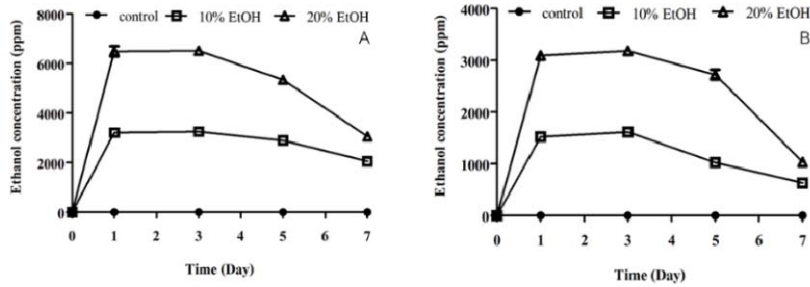 control 10% EtOH 20% EtOH
A
Ethanol concentration (ppm)
8000
6000
4000
2000
0
0 1 2 3 4 5 6 7
Time (Day)
control 10% EtOH 20% EtOH
B
Ethanol concentration (ppm)
4000
3000
2000
1000
0
0 1 2 3 4 5 6 7
Time (Day)